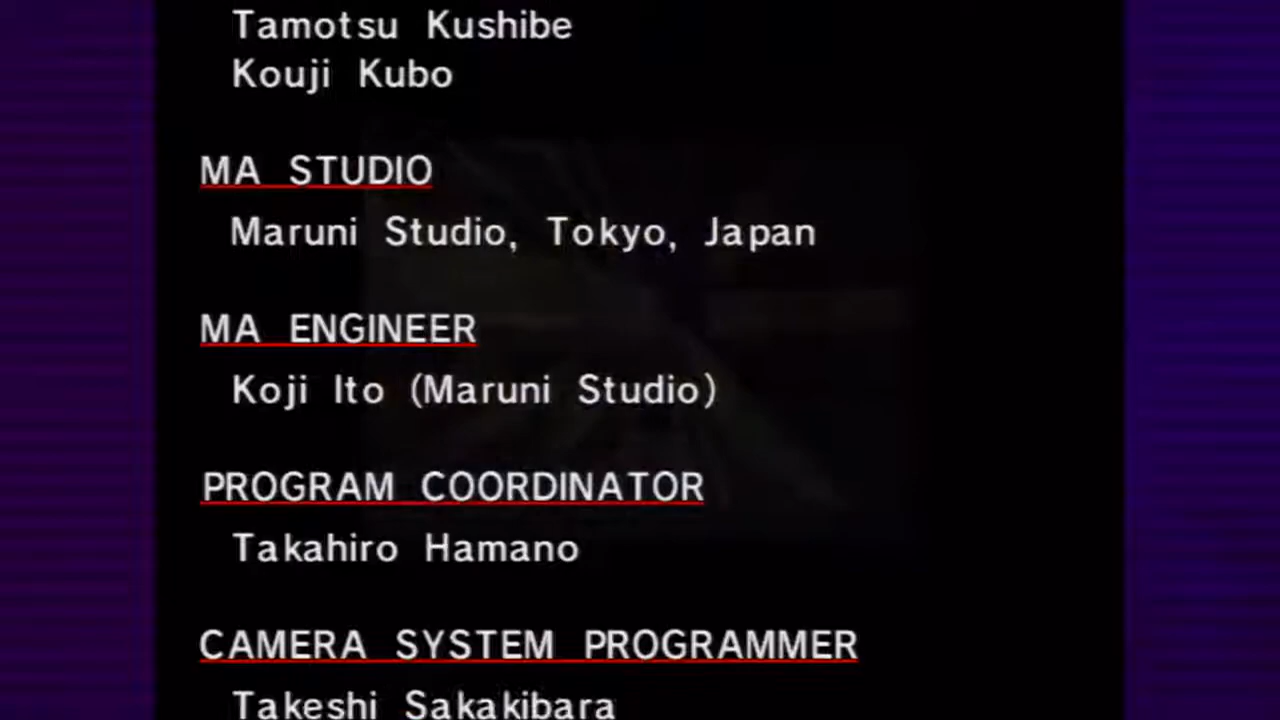 Tamotsu Kushibe
Kouji Kubo
MA STUDIO
Maruni Studio, Tokyo, Japan
MA ENGINEER
Koji Ito (Maruni Studio)
PROGRAM COORDINATOR
Takahiro Hamano
CAMERA SYSTEM PROGRAMMER
Takeshi Sakakibara